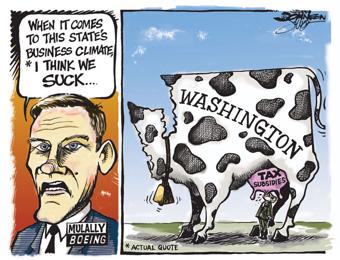 WHEN IT COMES
TO THIS STATE'S
BUSINESS CLIMATE,
* I THINK WE
SUCK....
MULALLY
BOEING
WASHINGTON
TAX
SUBSIDIES
* ACTUAL QUOTE